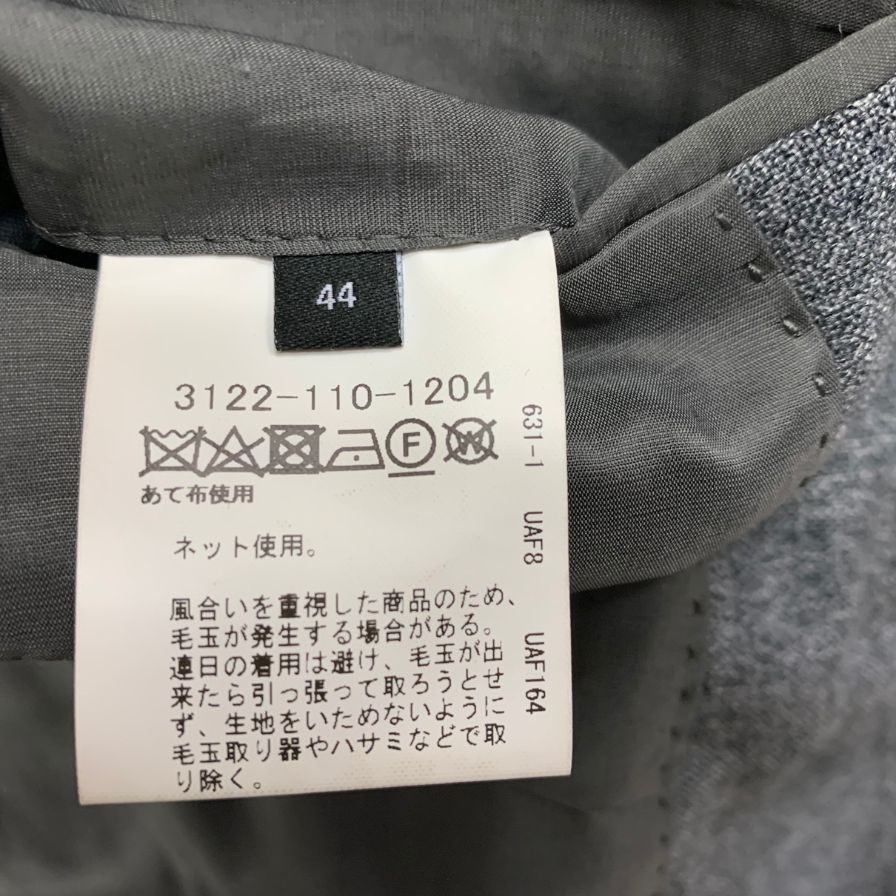 44
3122-110-1204
F W
あて布使用
ネット使用。
風合いを重視した商品のため、
毛玉が発生する場合がある。
連日の着用は避け、毛玉が出
来たら引っ張って取ろうとせ
ず、生地をいためないように
毛玉取り器やハサミなどで取
り除く。
631-1 UAF8 UAF164